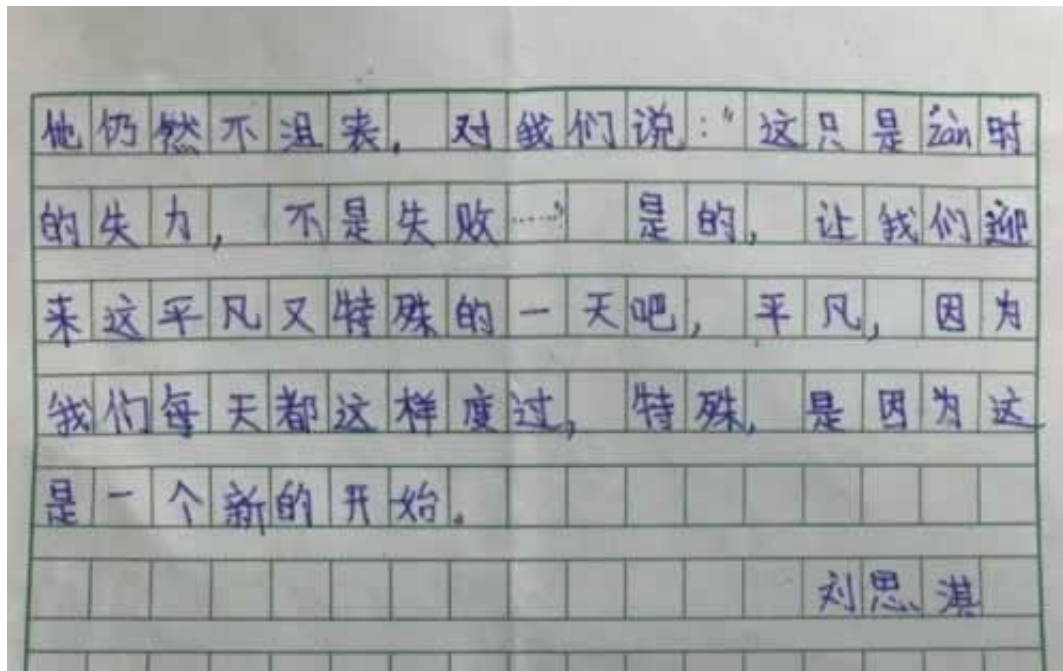 他仍然不沮丧，对我们说：“这只是zàn时
的失力，不是失败……”是的，让我们迎
来这平凡又特殊的一天吧，平凡，因为
我们每天都这样度过，特殊，是因为这
是一个新的开始。
刘思淇